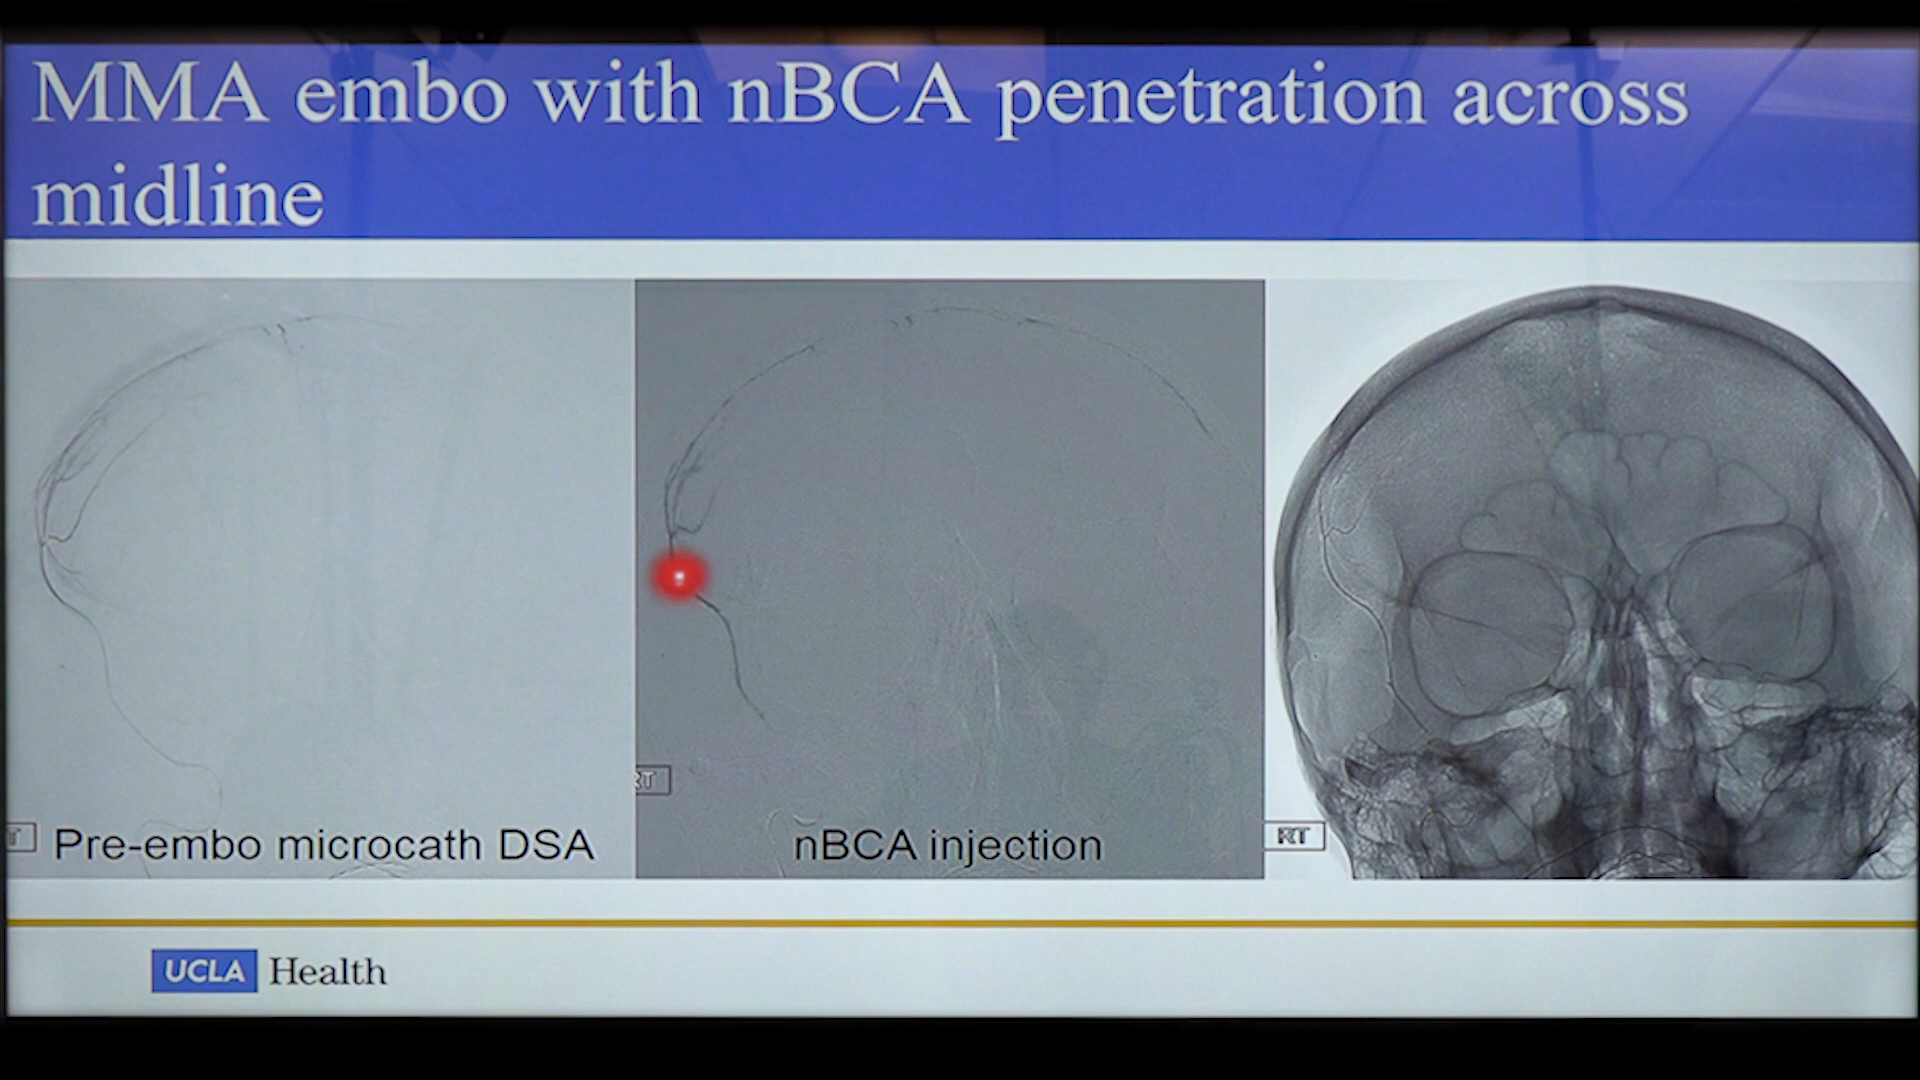 MMA embo with nBCA penetration across
midline
RT
RT
Pre-embo microcath DSA
nBCA injection
UCLA Health